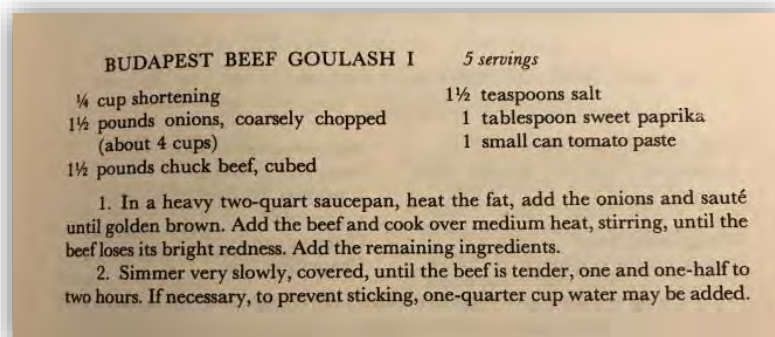 BUDAPEST BEEF GOULASH I 5 servings
¼ cup shortening
1½ pounds onions, coarsely chopped
(about 4 cups)
1½ pounds chuck beef, cubed
1½ teaspoons salt
1 tablespoon sweet paprika
1 small can tomato paste
1. In a heavy two-quart saucepan, heat the fat, add the onions and sauté
until golden brown. Add the beef and cook over medium heat, stirring, until the
beef loses its bright redness. Add the remaining ingredients.
2. Simmer very slowly, covered, until the beef is tender, one and one-half to
two hours. If necessary, to prevent sticking, one-quarter cup water may be added.